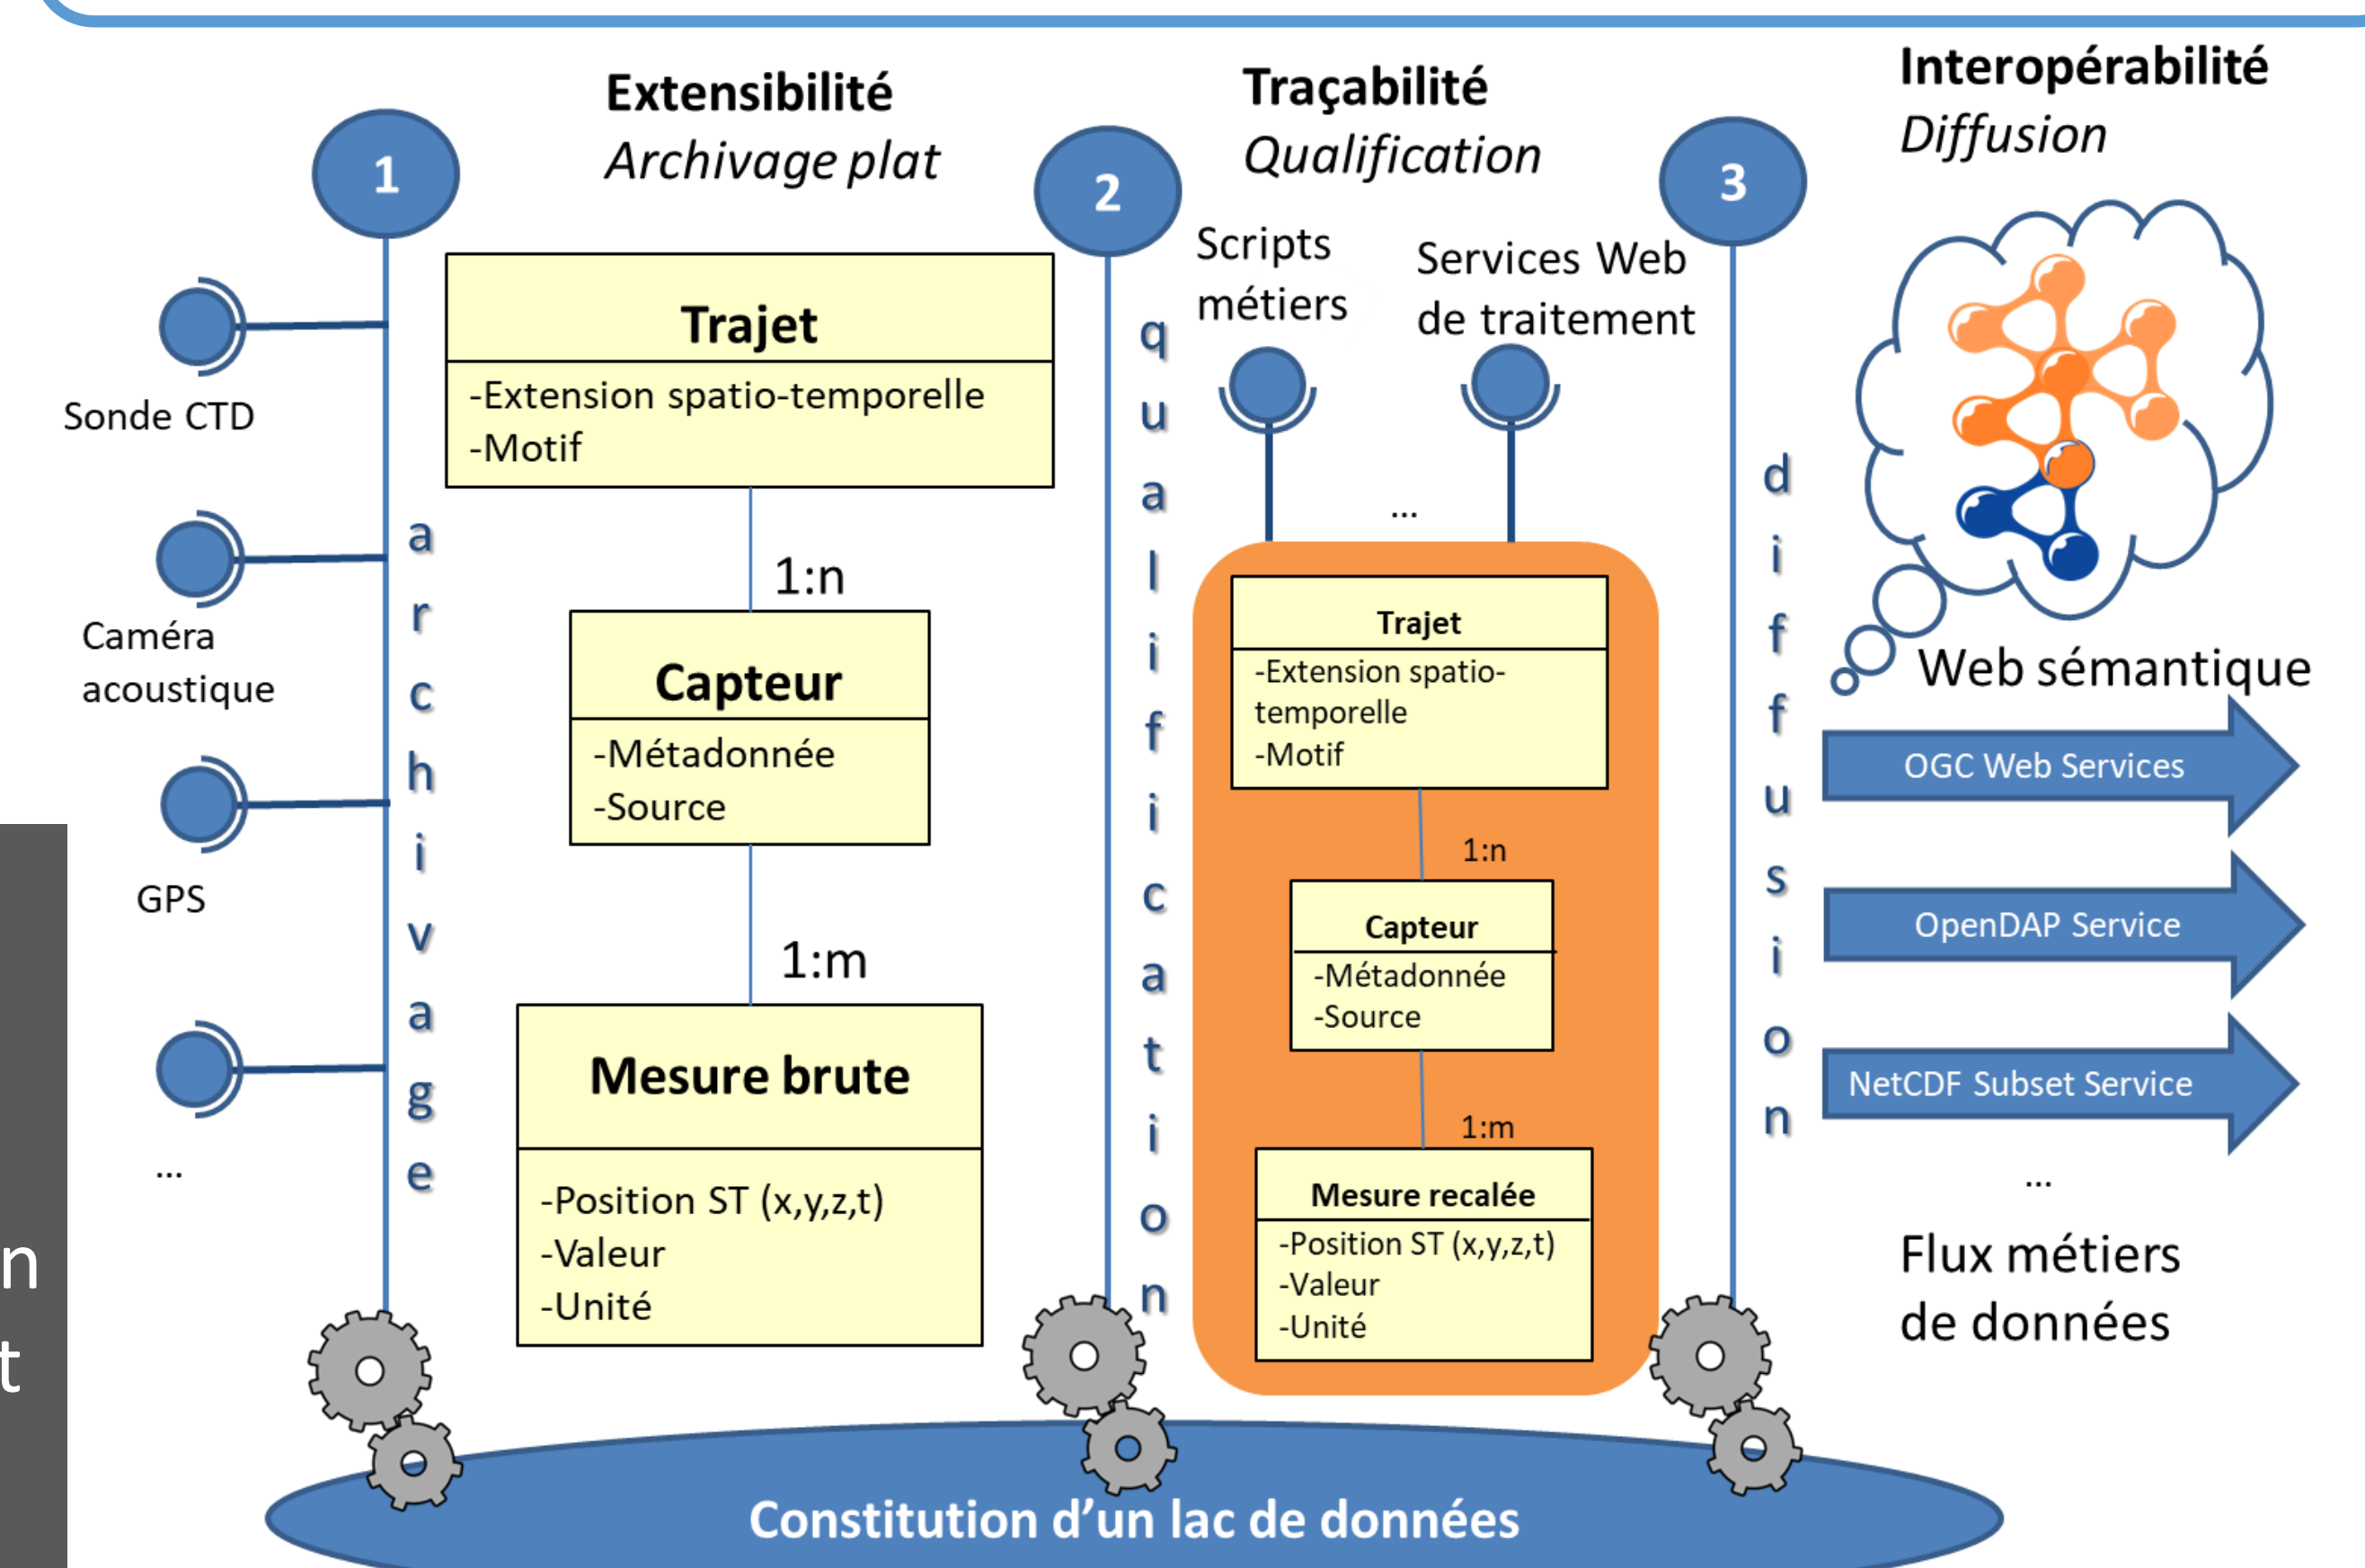 1
Extensibilité
Archivage plat
2
Traçabilité
Qualification
3
Interopérabilité
Diffusion
Sonde CTD
Caméra
acoustique
GPS
...
archivage
Trajet
-Extension spatio-temporelle
-Motif
1:n
Capteur
-Métadonnée
-Source
1:m
Mesure brute
-Position ST (x,y,z,t)
-Valeur
-Unité
qualification
Scripts
métiers
Services Web
de traitement
...
Trajet
-Extension spatio-
temporelle
-Motif
1:n
Capteur
-Métadonnée
-Source
1:m
Mesure recalée
-Position ST (x,y,z,t)
-Valeur
-Unité
diffusion
Web sémantique
OGC Web Services
OpenDAP Service
NetCDF Subset Service
...
Flux métiers
de données
n
t
Constitution d’un lac de données